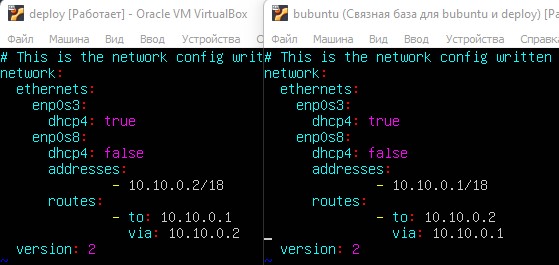 deploy [Работает] - Oracle VM VirtualBox
Файл Машина Вид Ввод Устройства С
# This is the network config writ
network:
  ethernets:
    enp0s3:
      dhcp4: true
    enp0s8:
      dhcp4: false
      addresses:
              - 10.10.0.2/18
      routes:
              - to: 10.10.0.1
                via: 10.10.0.2
  version: 2
~
bubuntu (Связная база для bubuntu и deploy) [Ра
Файл Машина Вид Ввод Устройства Справка
# This is the network config written
network:
  ethernets:
    enp0s3:
      dhcp4: true
    enp0s8:
      dhcp4: false
      addresses:
              - 10.10.0.1/18
      routes:
              - to: 10.10.0.2
                via: 10.10.0.1
  version: 2
~